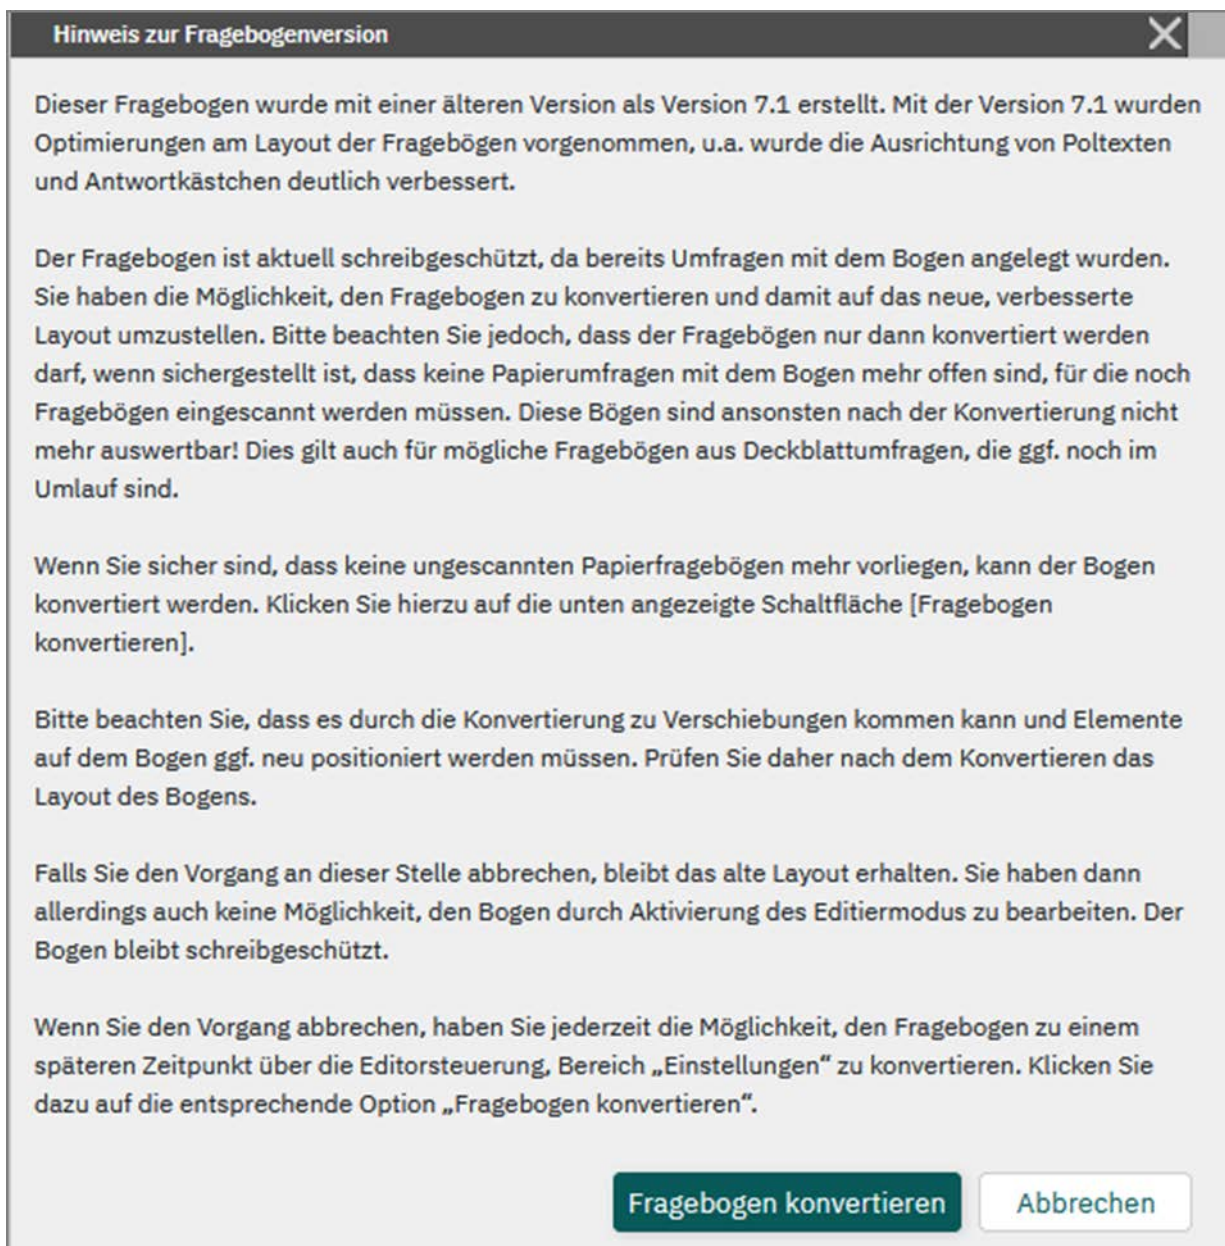 Hinweis zur Fragebogenversion
Dieser Fragebogen wurde mit einer älteren Version als Version 7.1 erstellt. Mit der Version 7.1 wurden
Optimierungen am Layout der Fragebögen vorgenommen, u.a. wurde die Ausrichtung von Poltexten
und Antwortkästchen deutlich verbessert.
Der Fragebogen ist aktuell schreibgeschützt, da bereits Umfragen mit dem Bogen angelegt wurden.
Sie haben die Möglichkeit, den Fragebogen zu konvertieren und damit auf das neue, verbesserte
Layout umzustellen. Bitte beachten Sie jedoch, dass der Fragebögen nur dann konvertiert werden
darf, wenn sichergestellt ist, dass keine Papierumfragen mit dem Bogen mehr offen sind, für die noch
Fragebögen eingescannt werden müssen. Diese Bögen sind ansonsten nach der Konvertierung nicht
mehr auswertbar! Dies gilt auch für mögliche Fragebögen aus Deckblattumfragen, die ggf. noch im
Umlauf sind.
Wenn Sie sicher sind, dass keine ungescannten Papierfragebögen mehr vorliegen, kann der Bogen
konvertiert werden. Klicken Sie hierzu auf die unten angezeigte Schaltfläche [Fragebogen
konvertieren].
Bitte beachten Sie, dass es durch die Konvertierung zu Verschiebungen kommen kann und Elemente
auf dem Bogen ggf. neu positioniert werden müssen. Prüfen Sie daher nach dem Konvertieren das
Layout des Bogens.
Falls Sie den Vorgang an dieser Stelle abbrechen, bleibt das alte Layout erhalten. Sie haben dann
allerdings auch keine Möglichkeit, den Bogen durch Aktivierung des Editiermodus zu bearbeiten. Der
Bogen bleibt schreibgeschützt.
Wenn Sie den Vorgang abbrechen, haben Sie jederzeit die Möglichkeit, den Fragebogen zu einem
späteren Zeitpunkt über die Editorsteuerung, Bereich „Einstellungen“ zu konvertieren. Klicken Sie
dazu auf die entsprechende Option „Fragebogen konvertieren“.
Fragebogen konvertieren Abbrechen